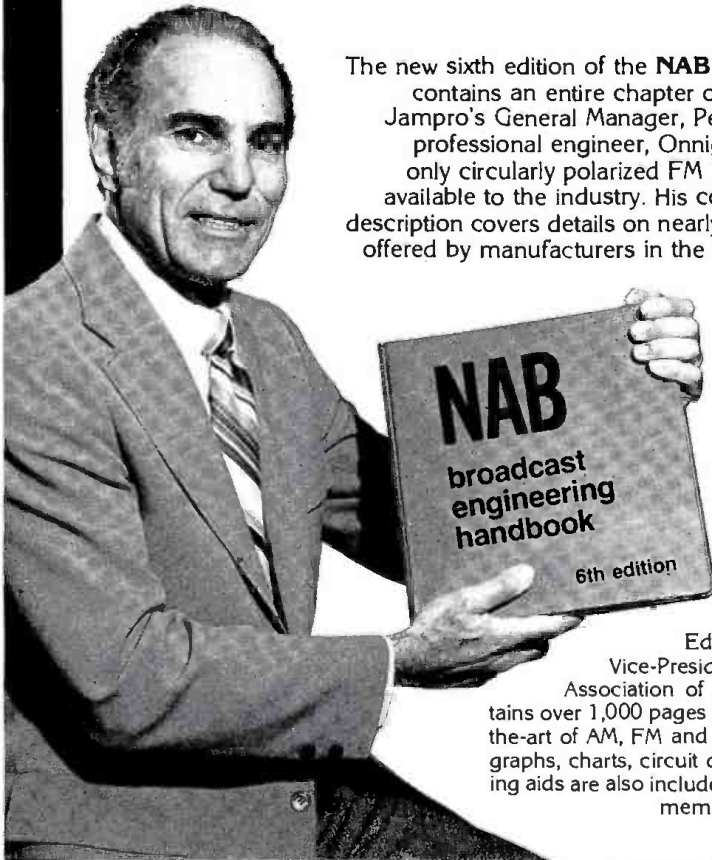 The new sixth edition of the NAB
contains an entire chapter o
Jampro's General Manager, Pe
professional engineer, Onnig
only circularly polarized FM
available to the industry. His co
description covers details on nearly
offered by manufacturers in the
NAB
broadcast
engineering
handbook
6th edition
Ed
Vice-Presid
Association of
tains over 1,000 pages
the-art of AM, FM and
graphs, charts, circuit d
ing aids are also include
mem